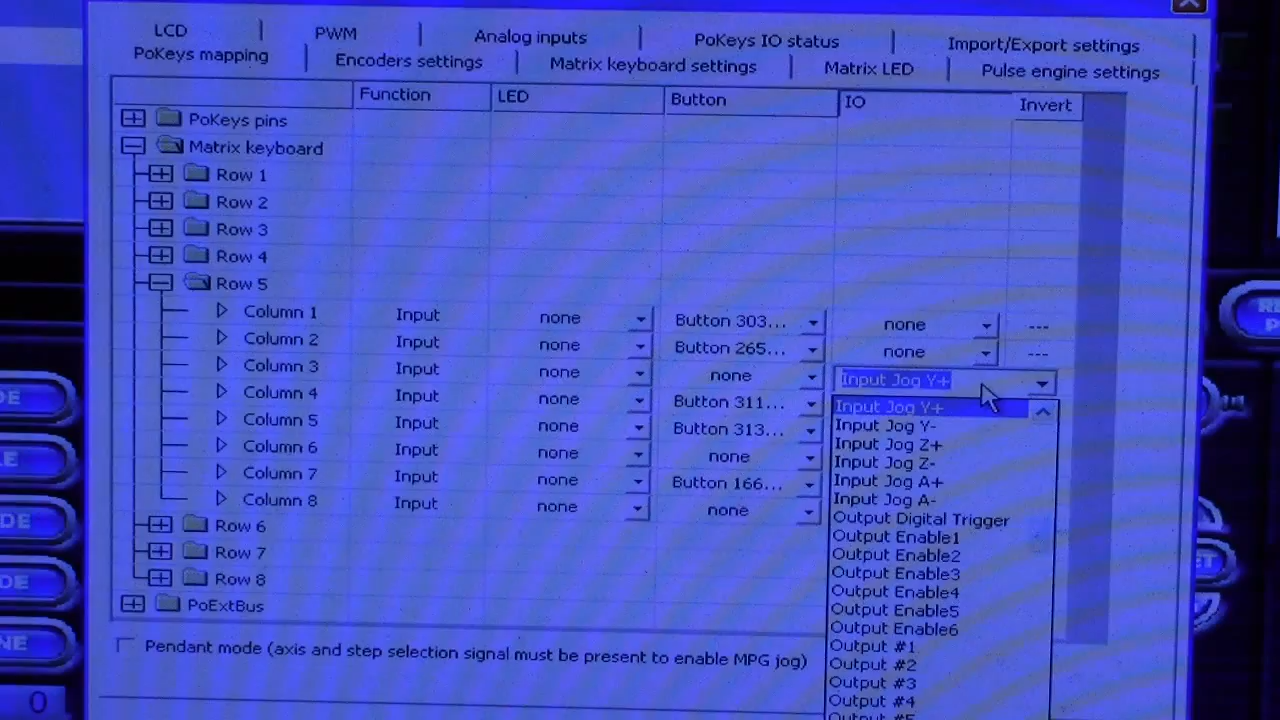 LCD PWM Analog inputs PoKeys IO status Import/Export settings
PoKeys mapping Encoders settings Matrix keyboard settings Matrix LED Pulse engine settings
Function LED Button IO Invert
PoKeys pins
Matrix keyboard
Row 1
Row 2
Row 3
Row 4
Row 5
Column 1 Input none Button 303... none ---
Column 2 Input none Button 265... none ---
Column 3 Input none none Input Jog Y+
Column 4 Input none Button 311...
Column 5 Input none Button 313...
Column 6 Input none none
Column 7 Input none Button 166...
Column 8 Input none none
Row 6
Row 7
Row 8
PoExtBus
Pendant mode (axis and step selection signal must be present to enable MPG jog)
Input Jog Y+
Input Jog Y-
Input Jog Z+
Input Jog Z-
Input Jog A+
Input Jog A-
Output Digital Trigger
Output Enable1
Output Enable2
Output Enable3
Output Enable4
Output Enable5
Output Enable6
Output #1
Output #2
Output #3
Output #4
Output #5
0